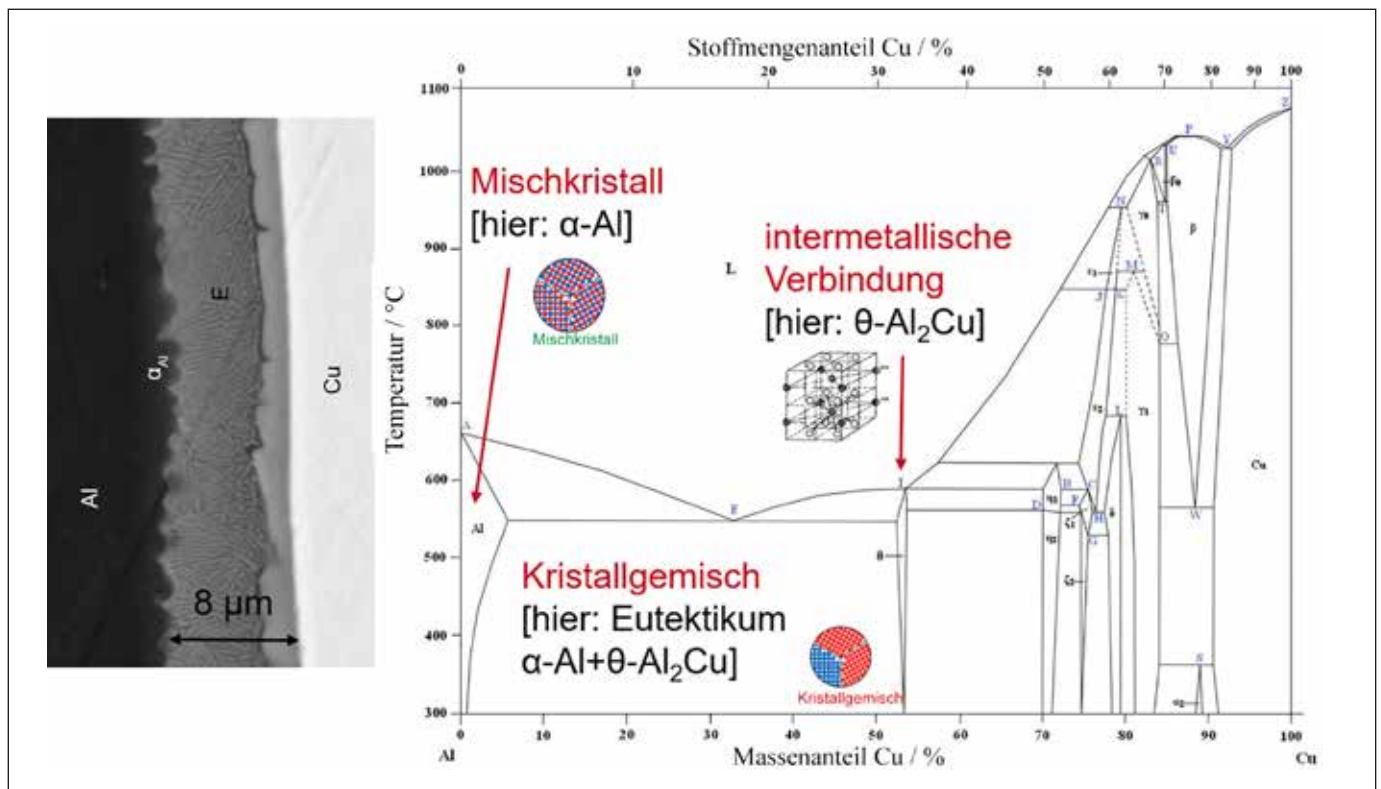 Stoffmengenanteil Cu / %
0 10 20 30 40 50 60 70 80 90 100
1100
1000
900
800
700
600
500
400
300
Temperatur / °C
Al
α Al
E
Cu
8 µm
Mischkristall
[hier: α-Al]
Mischkristall
L
intermetallische
Verbindung
[hier: θ-Al2Cu]
Kristallgemisch
[hier: Eutektikum
α-Al+θ-Al2Cu]
Kristallgemisch
A
Al
E
I
θ
D
B
C
F
H
G
N
M
J
L
O
P
U
V
Z
W
S
β
δ
Cu
0 10 20 30 40 50 60 70 80 90 100
Al
Massenanteil Cu / %
Cu